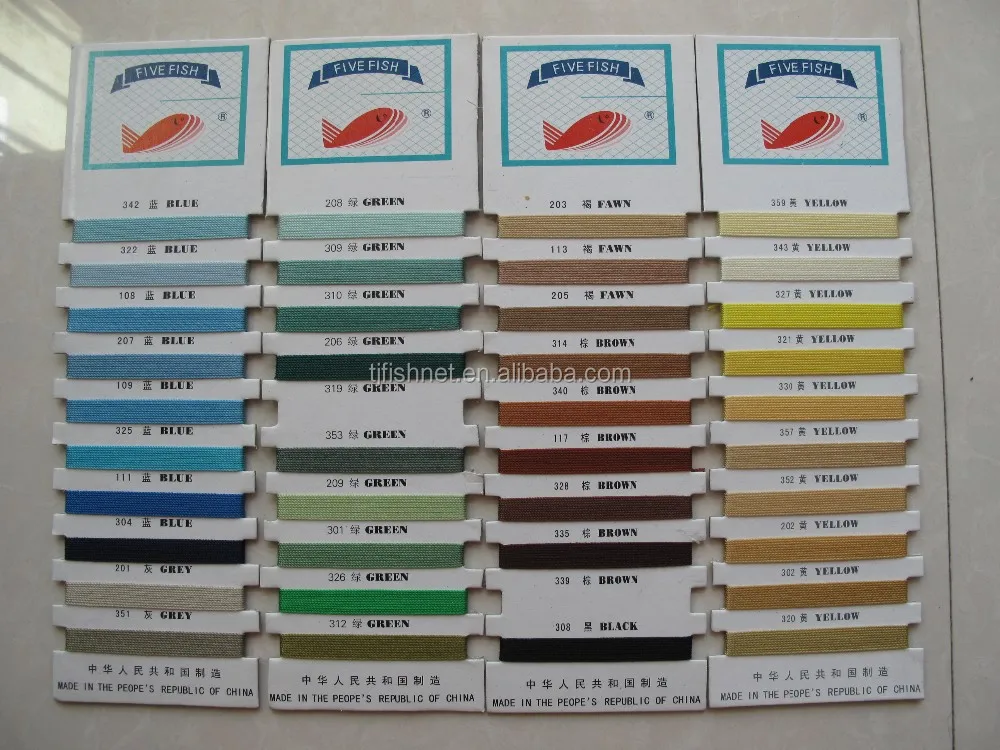 FIVE FISH
®
342 蓝 BLUE
322 蓝 BLUE
108 蓝 BLUE
207 蓝 BLUE
109 蓝 BLUE
325 蓝 BLUE
111 蓝 BLUE
304 蓝 BLUE
201 灰 GREY
351 灰 GREY
中华人民共和国制造
MADE IN THE PEOPE'S REPUBLIC OF CHINA
FIVE FISH
®
208 绿 GREEN
309 绿 GREEN
310 绿 GREEN
206 绿 GREEN
319 绿 GREEN
353 绿 GREEN
209 绿 GREEN
301 绿 GREEN
326 绿 GREEN
312 绿 GREEN
中华人民共和国制造
MADE IN THE PEOPE'S REPUBLIC OF CHINA
FIVE FISH
®
203 褐 FAWN
113 褐 FAWN
205 褐 FAWN
314 棕 BROWN
340 棕 BROWN
117 棕 BROWN
328 棕 BROWN
335 棕 BROWN
339 棕 BROWN
308 黑 BLACK
中华人民共和国制造
MADE IN THE PEOPE'S REPUBLIC OF CHINA
FIVE FISH
®
359 黄 YELLOW
343 黄 YELLOW
327 黄 YELLOW
321 黄 YELLOW
330 黄 YELLOW
357 黄 YELLOW
352 黄 YELLOW
202 黄 YELLOW
302 黄 YELLOW
320 黄 YELLOW
中华人民共和国制造
MADE IN THE PEOPE'S REPUBLIC OF CHINA
tjfishnet.en.alibaba.com